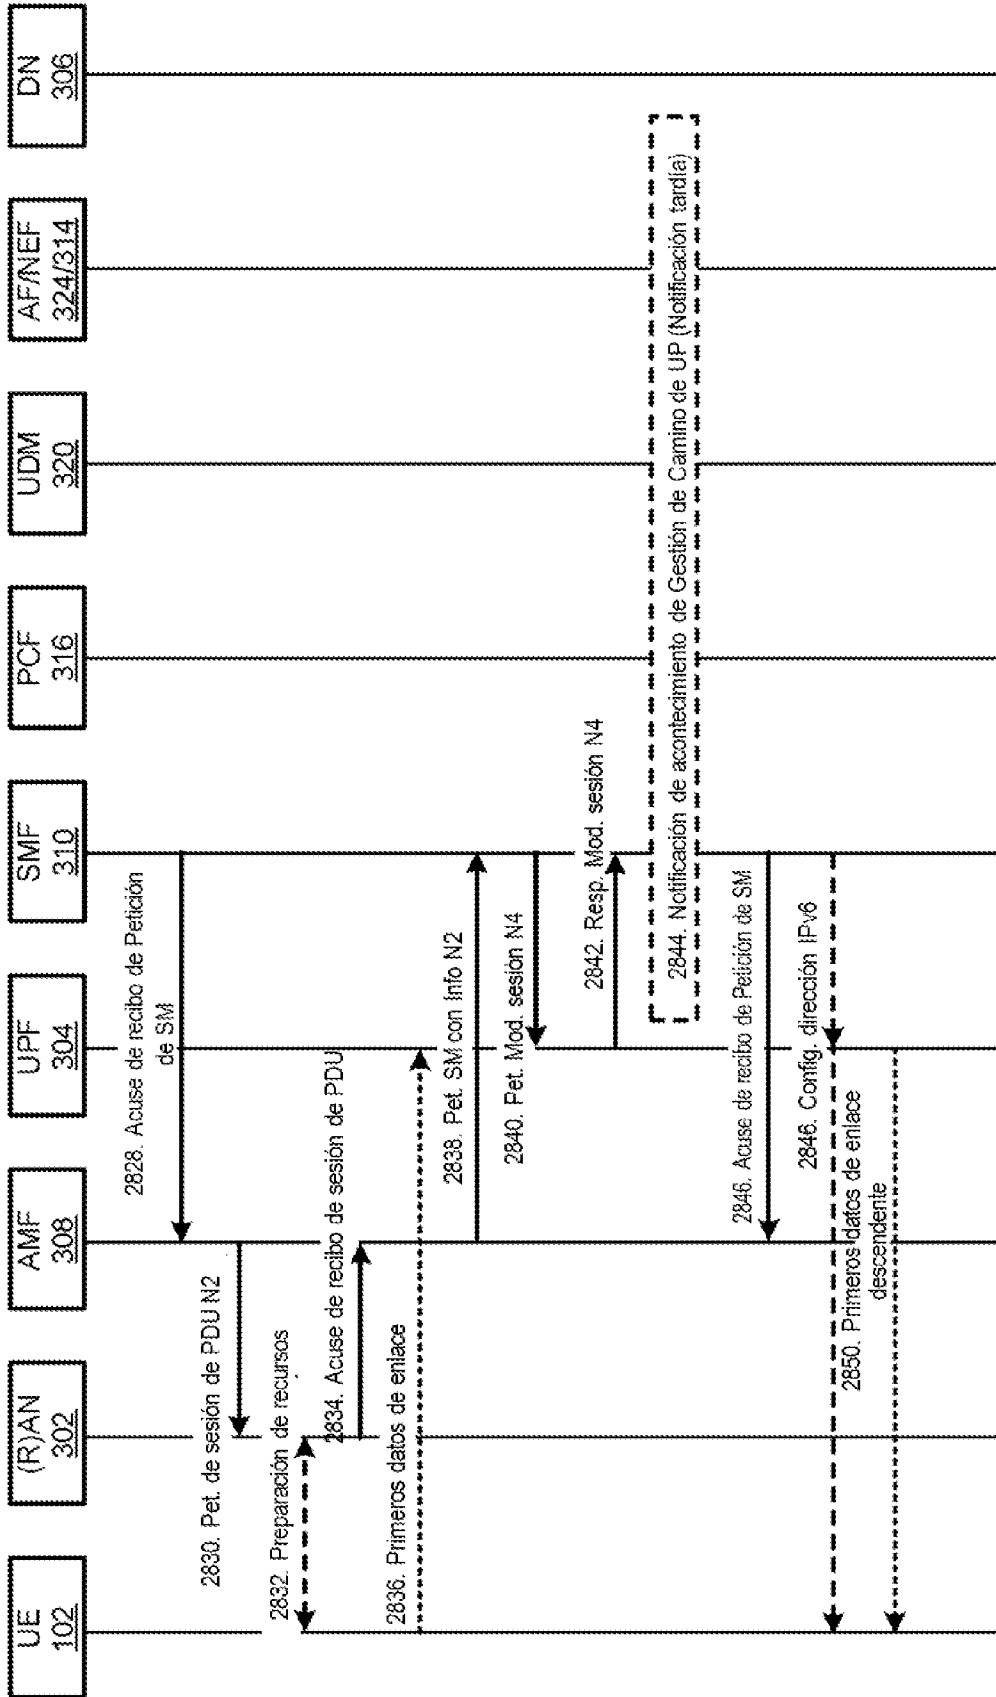 UE
102
(R)AN
302
AMF
308
UPF
304
SMF
310
PCF
316
UDM
320
AF/NEF
324/314
DN
306
2828. Acuse de recibo de Petición
de SM
2830. Pet. de sesión de PDU N2
2832. Preparación de recursos
2834. Acuse de recibo de sesión de PDU
2836. Primeros datos de enlace
2838. Pet. SM con Info N2
2840. Pet. Mod. sesión N4
2842. Resp. Mod. sesión N4
2844. Notificación de acontecimiento de Gestión de Camino de UP (Notificación tardía)
2846. Acuse de recibo de Petición de SM
2846. Config. dirección IPv6
2850. Primeros datos de enlace
descendente